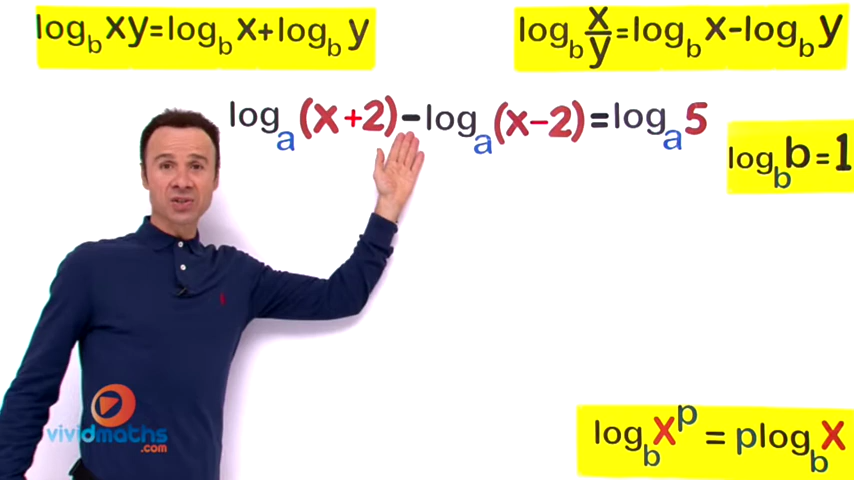 log_b xy=log_b x+log_b y
log_b x/y=log_b x-log_b y
log_a (x+2)-log_a (x-2)=log_a 5
log_b b=1
vividmaths
.com
log_b x^p = plog_b x